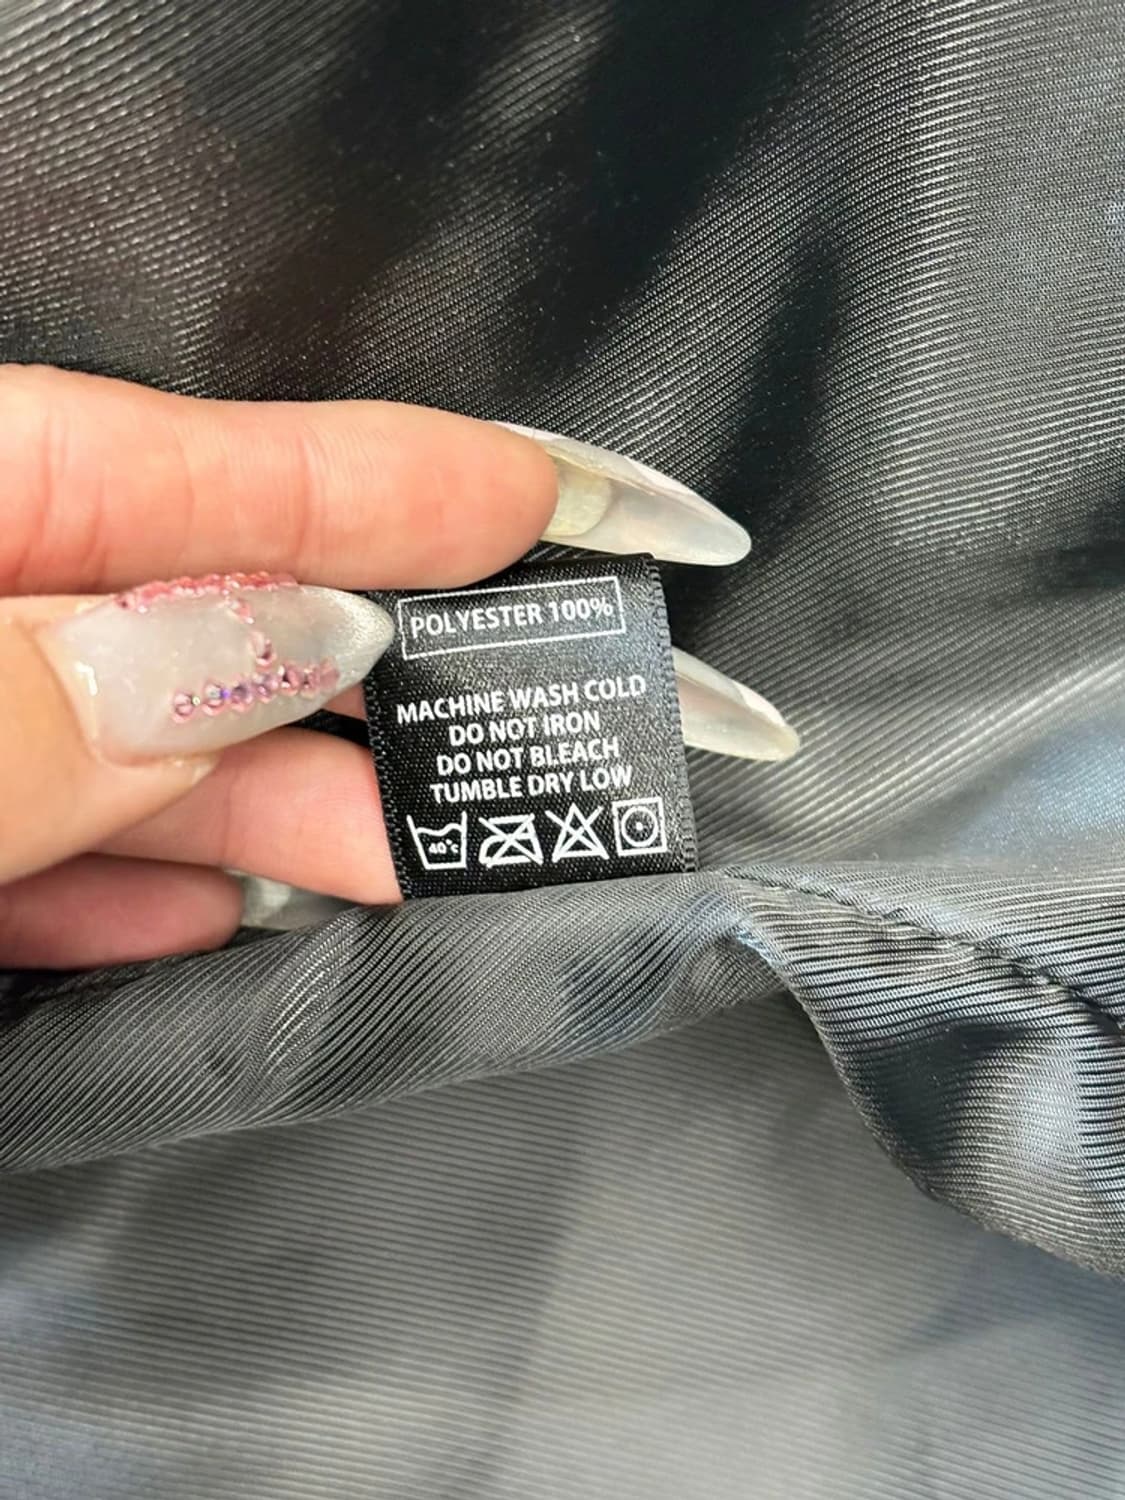 POLYESTER 100%
MACHINE WASH COLD
DO NOT IRON
DO NOT BLEACH
TUMBLE DRY LOW
40°c